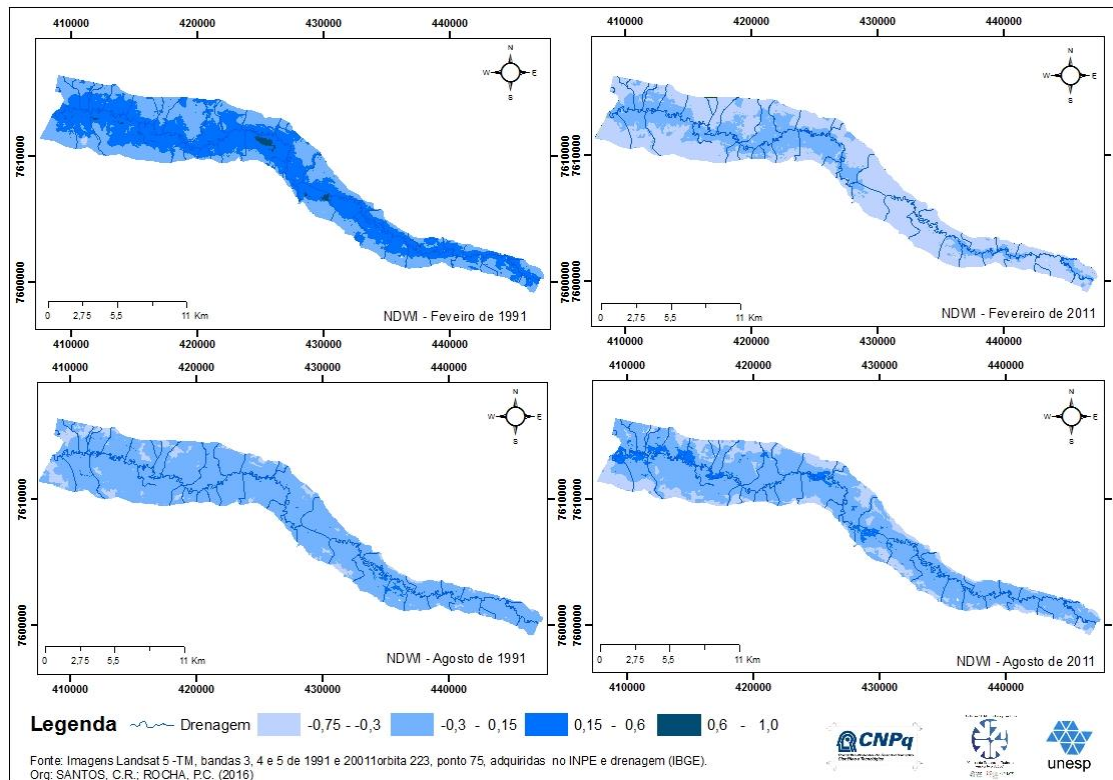 410000 420000 430000 440000
410000 420000 430000 440000
7610000
7600000
7610000
7600000
N
W E
S
N
W E
S
0 2,75 5,5 11 Km
NDWI - Feveiro de 1991
0 2,75 5,5 11 Km
NDWI - Fevereiro de 2011
410000 420000 430000 440000
410000 420000 430000 440000
410000 420000 430000 440000
410000 420000 430000 440000
7610000
7600000
7610000
7600000
N
W E
S
N
W E
S
0 2,75 5,5 11 Km
NDWI - Agosto de 1991
0 2,75 5,5 11 Km
NDWI - Agosto de 2011
410000 420000 430000 440000
410000 420000 430000 440000
Legenda Drenagem -0,75 - -0,3 -0,3 - 0,15 0,15 - 0,6 0,6 - 1,0
CNPq
unesp
Fonte: Imagens Landsat 5 -TM, bandas 3, 4 e 5 de 1991 e 20011orbita 223, ponto 75, adquiridas no INPE e drenagem (IBGE).
Org: SANTOS, C.R.; ROCHA, P.C. (2016)